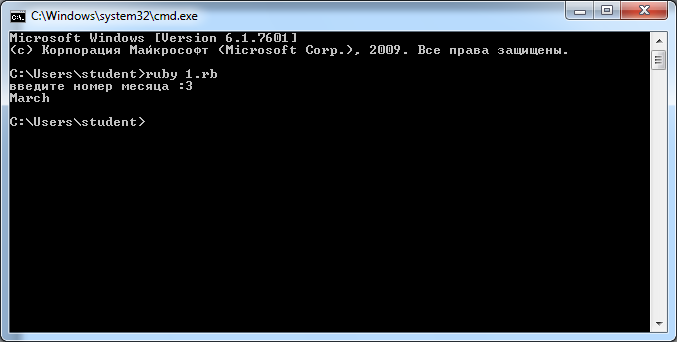 C:\Windows\system32\cmd.exe
Microsoft Windows [Version 6.1.7601]
(c) Корпорация Майкрософт (Microsoft Corp.), 2009. Все права защищены.
C:\Users\student>ruby 1.rb
введите номер месяца :3
March
C:\Users\student>